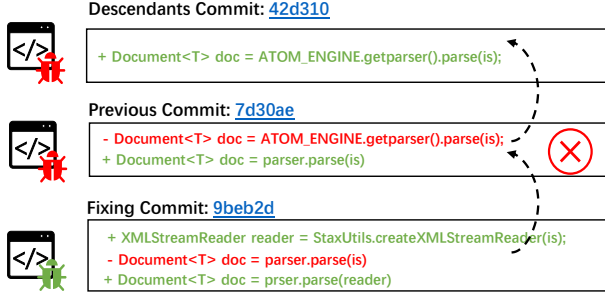 Descendants Commit: 42d310
</>
+ Document<T> doc = ATOM_ENGINE.getparser().parse(is);
Previous Commit: 7d30ae
</>
- Document<T> doc = ATOM_ENGINE.getparser().parse(is);
+ Document<T> doc = parser.parse(is)
Fixing Commit: 9beb2d
</>
+ XMLStreamReader reader = StaxUtils.createXMLStreamReader(is);
- Document<T> doc = parser.parse(is)
+ Document<T> doc = prser.parse(reader)